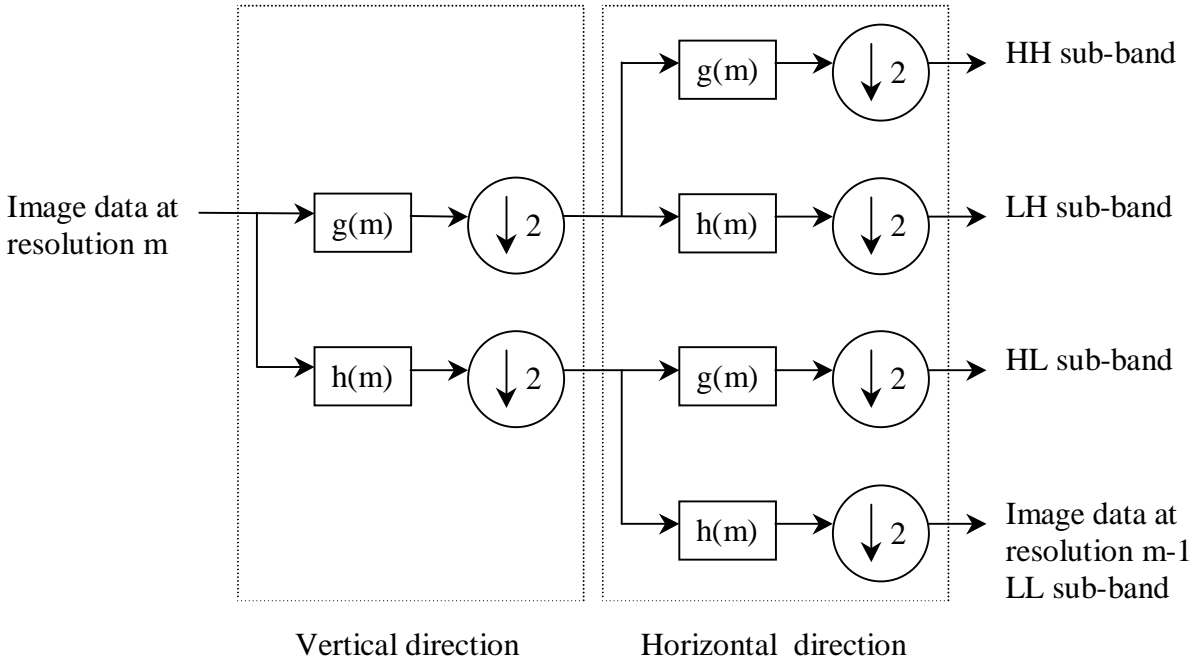 g(m)
2
HH sub-band
Image data at
resolution m
g(m)
2
h(m)
2
LH sub-band
h(m)
2
g(m)
2
HL sub-band
h(m)
2
Image data at
resolution m-1
LL sub-band
Vertical direction
Horizontal direction